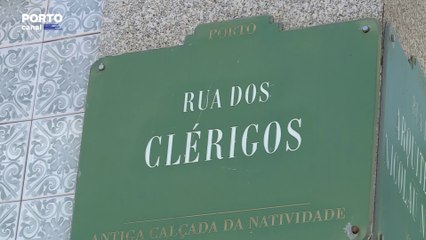 PORTO
canal
PORTO
RUA DOS
CLÉRIGOS
ANTIGA CALÇADA DA NATIVIDADE